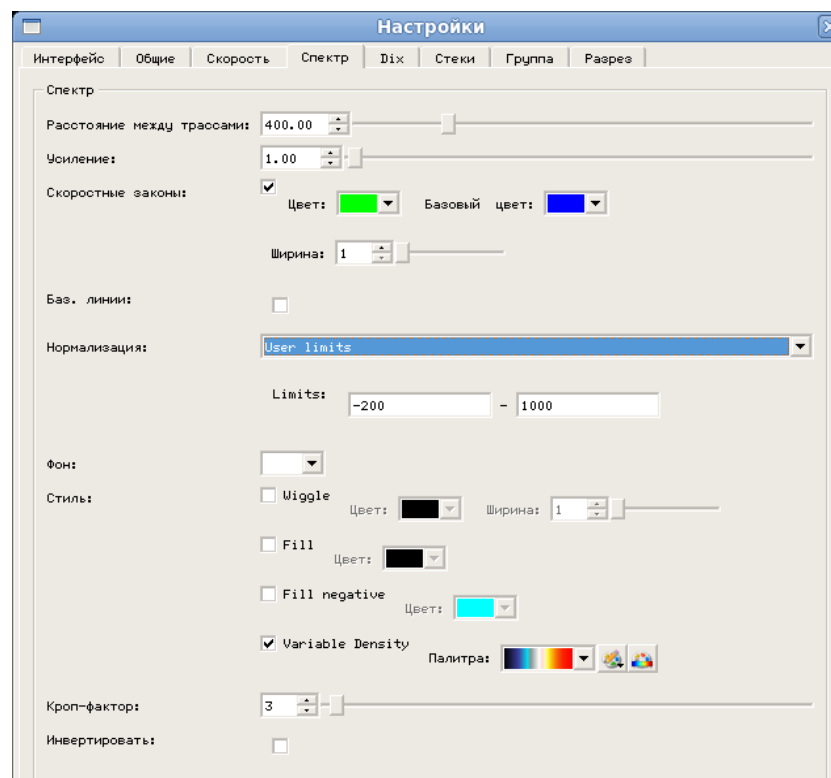 Настройки
Интерфейс Общие Скорость Спектр Dix Стеки Группа Разрез
Спектр
Расстояние между трассами: 400.00
Усиление: 1.00
Скоростные законы: Цвет: Базовый цвет:
Ширина: 1
Баз. линии:
Нормализация: User limits
Limits: -200 - 1000
Фон:
Стиль: Wiggle Цвет: Ширина: 1
Fill Цвет:
Fill negative Цвет:
Variable Density Палитра:
Кроп-фактор: 3
Инвертировать: